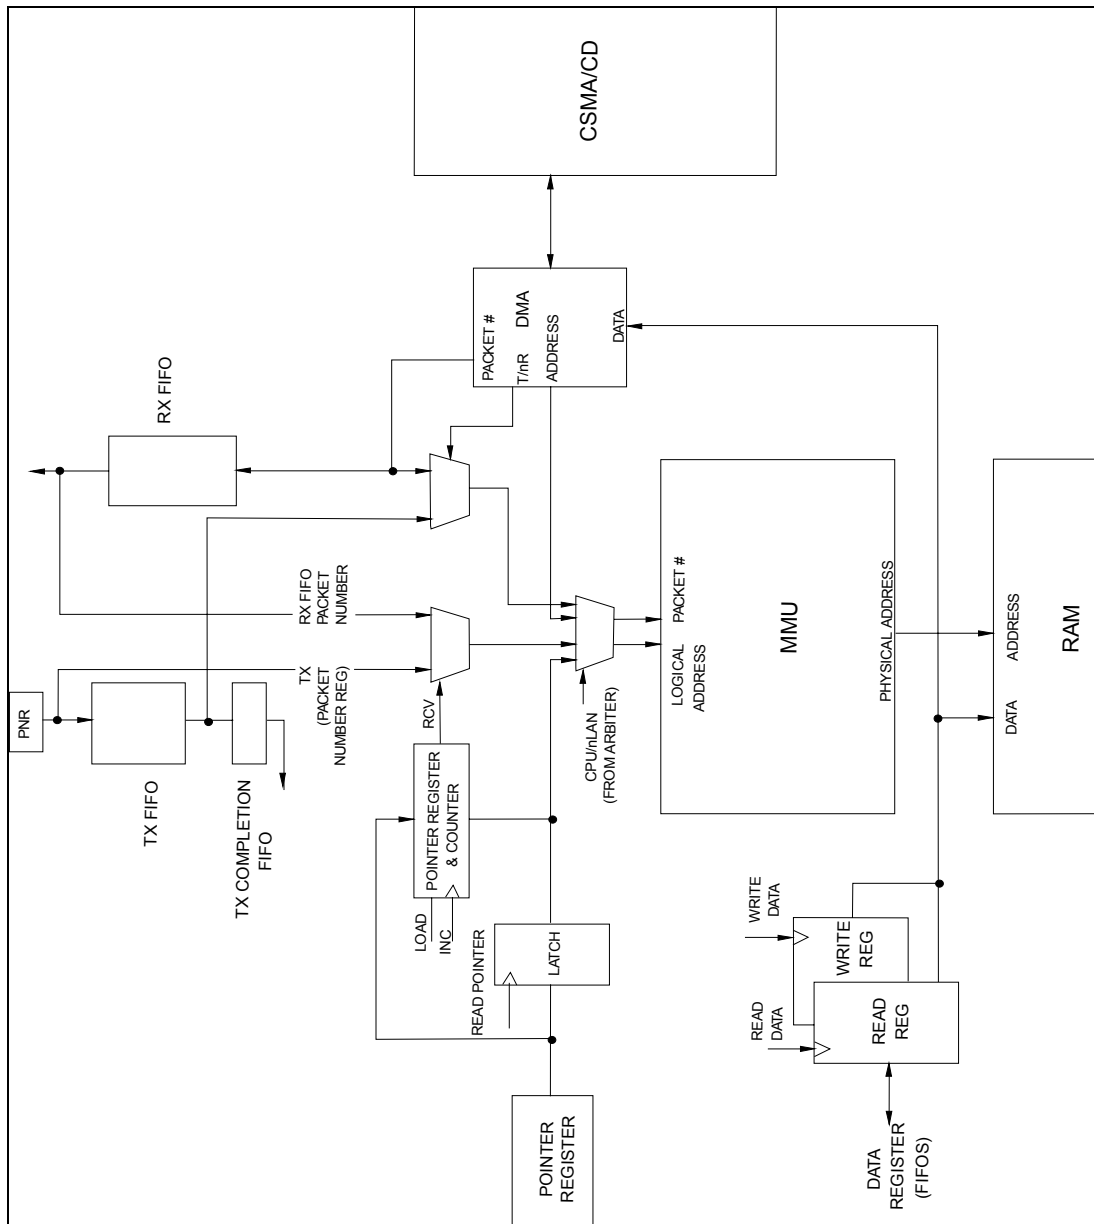 CSMA/CD
PACKET #
T/nR
DMA
ADDRESS
DATA
RX FIFO
RX FIFO
PACKET
NUMBER
TX
(PACKET
NUMBER REG)
PNR
TX FIFO
TX COMPLETION
FIFO
RCV
POINTER REGISTER
& COUNTER
LOAD
INC
READ POINTER
LATCH
POINTER
REGISTER
CPU/nLAN
(FROM ARBITER)
PACKET #
LOGICAL
ADDRESS
MMU
PHYSICAL ADDRESS
ADDRESS
DATA
RAM
WRITE
DATA
WRITE
REG
READ
DATA
READ
REG
DATA
REGISTER
(FIFOS)